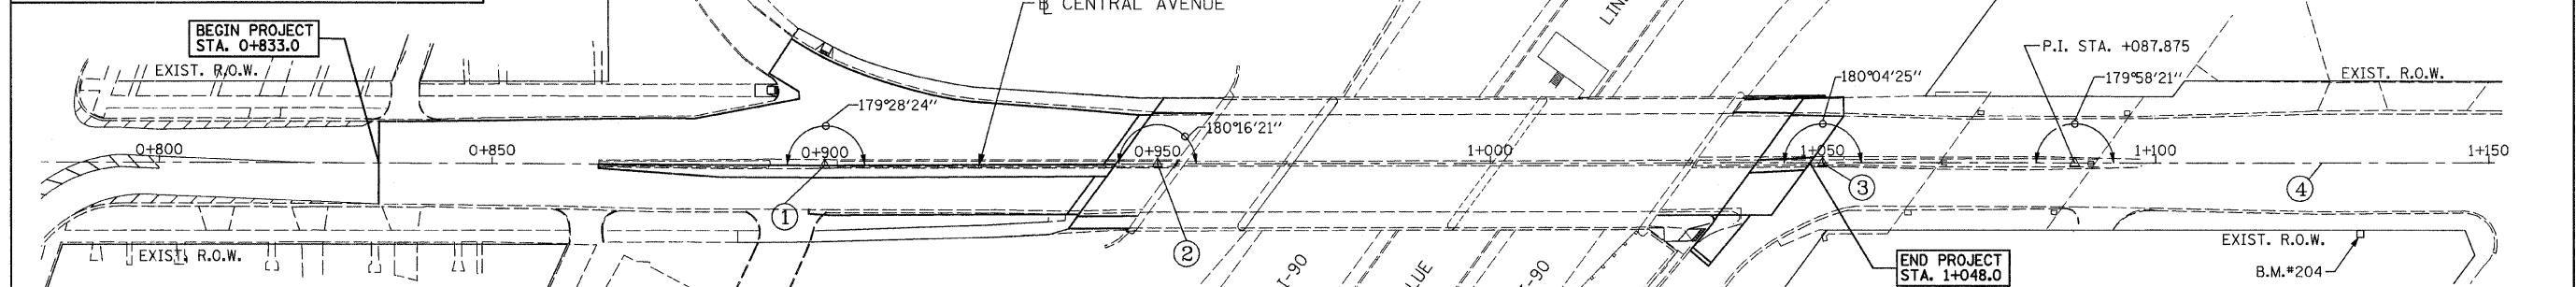 ℄ CENTRAL AVENUE
BEGIN PROJECT
STA. 0+833.0
EXIST. R.O.W.
LIN
P.I. STA. +087.875
179°28'24"
180°16'21"
180°04'25"
179°58'21"
EXIST. R.O.W.
0+800
0+850
0+900
0+950
1+000
1+050
1+100
1+150
1
2
3
4
EXIST. R.O.W.
I-90
LUE
-90
END PROJECT
STA. 1+048.0
EXIST. R.O.W.
B.M.#204